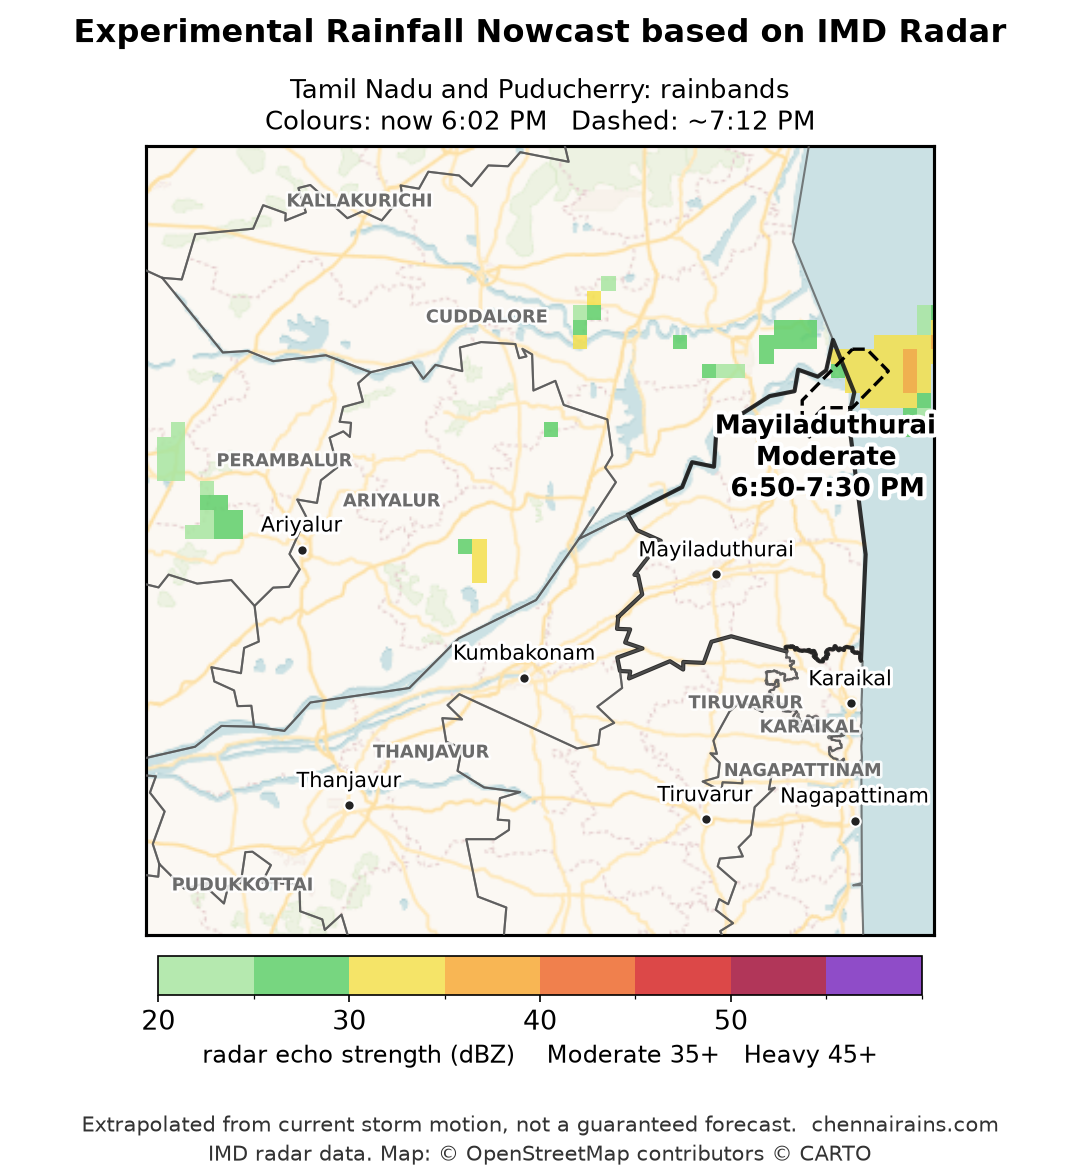 Experimental Rainfall Nowcast based on IMD Radar
Tamil Nadu and Puducherry: rainbands
Colours: now 6:02 PM   Dashed: ~7:12 PM
KALLAKURICHI
CUDDALORE
Mayiladuthurai
Moderate
6:50-7:30 PM
PERAMBALUR
ARIYALUR
Ariyalur
Mayiladuthurai
Kumbakonam
Karaikal
TIRUVARUR
KARAIKAL
THANJAVUR
NAGAPATTINAM
Thanjavur
Tiruvarur
Nagapattinam
PUDUKKOTTAI
20 30 40 50
radar echo strength (dBZ)   Moderate 35+   Heavy 45+
Extrapolated from current storm motion, not a guaranteed forecast.  chennairains.com
IMD radar data. Map: © OpenStreetMap contributors © CARTO